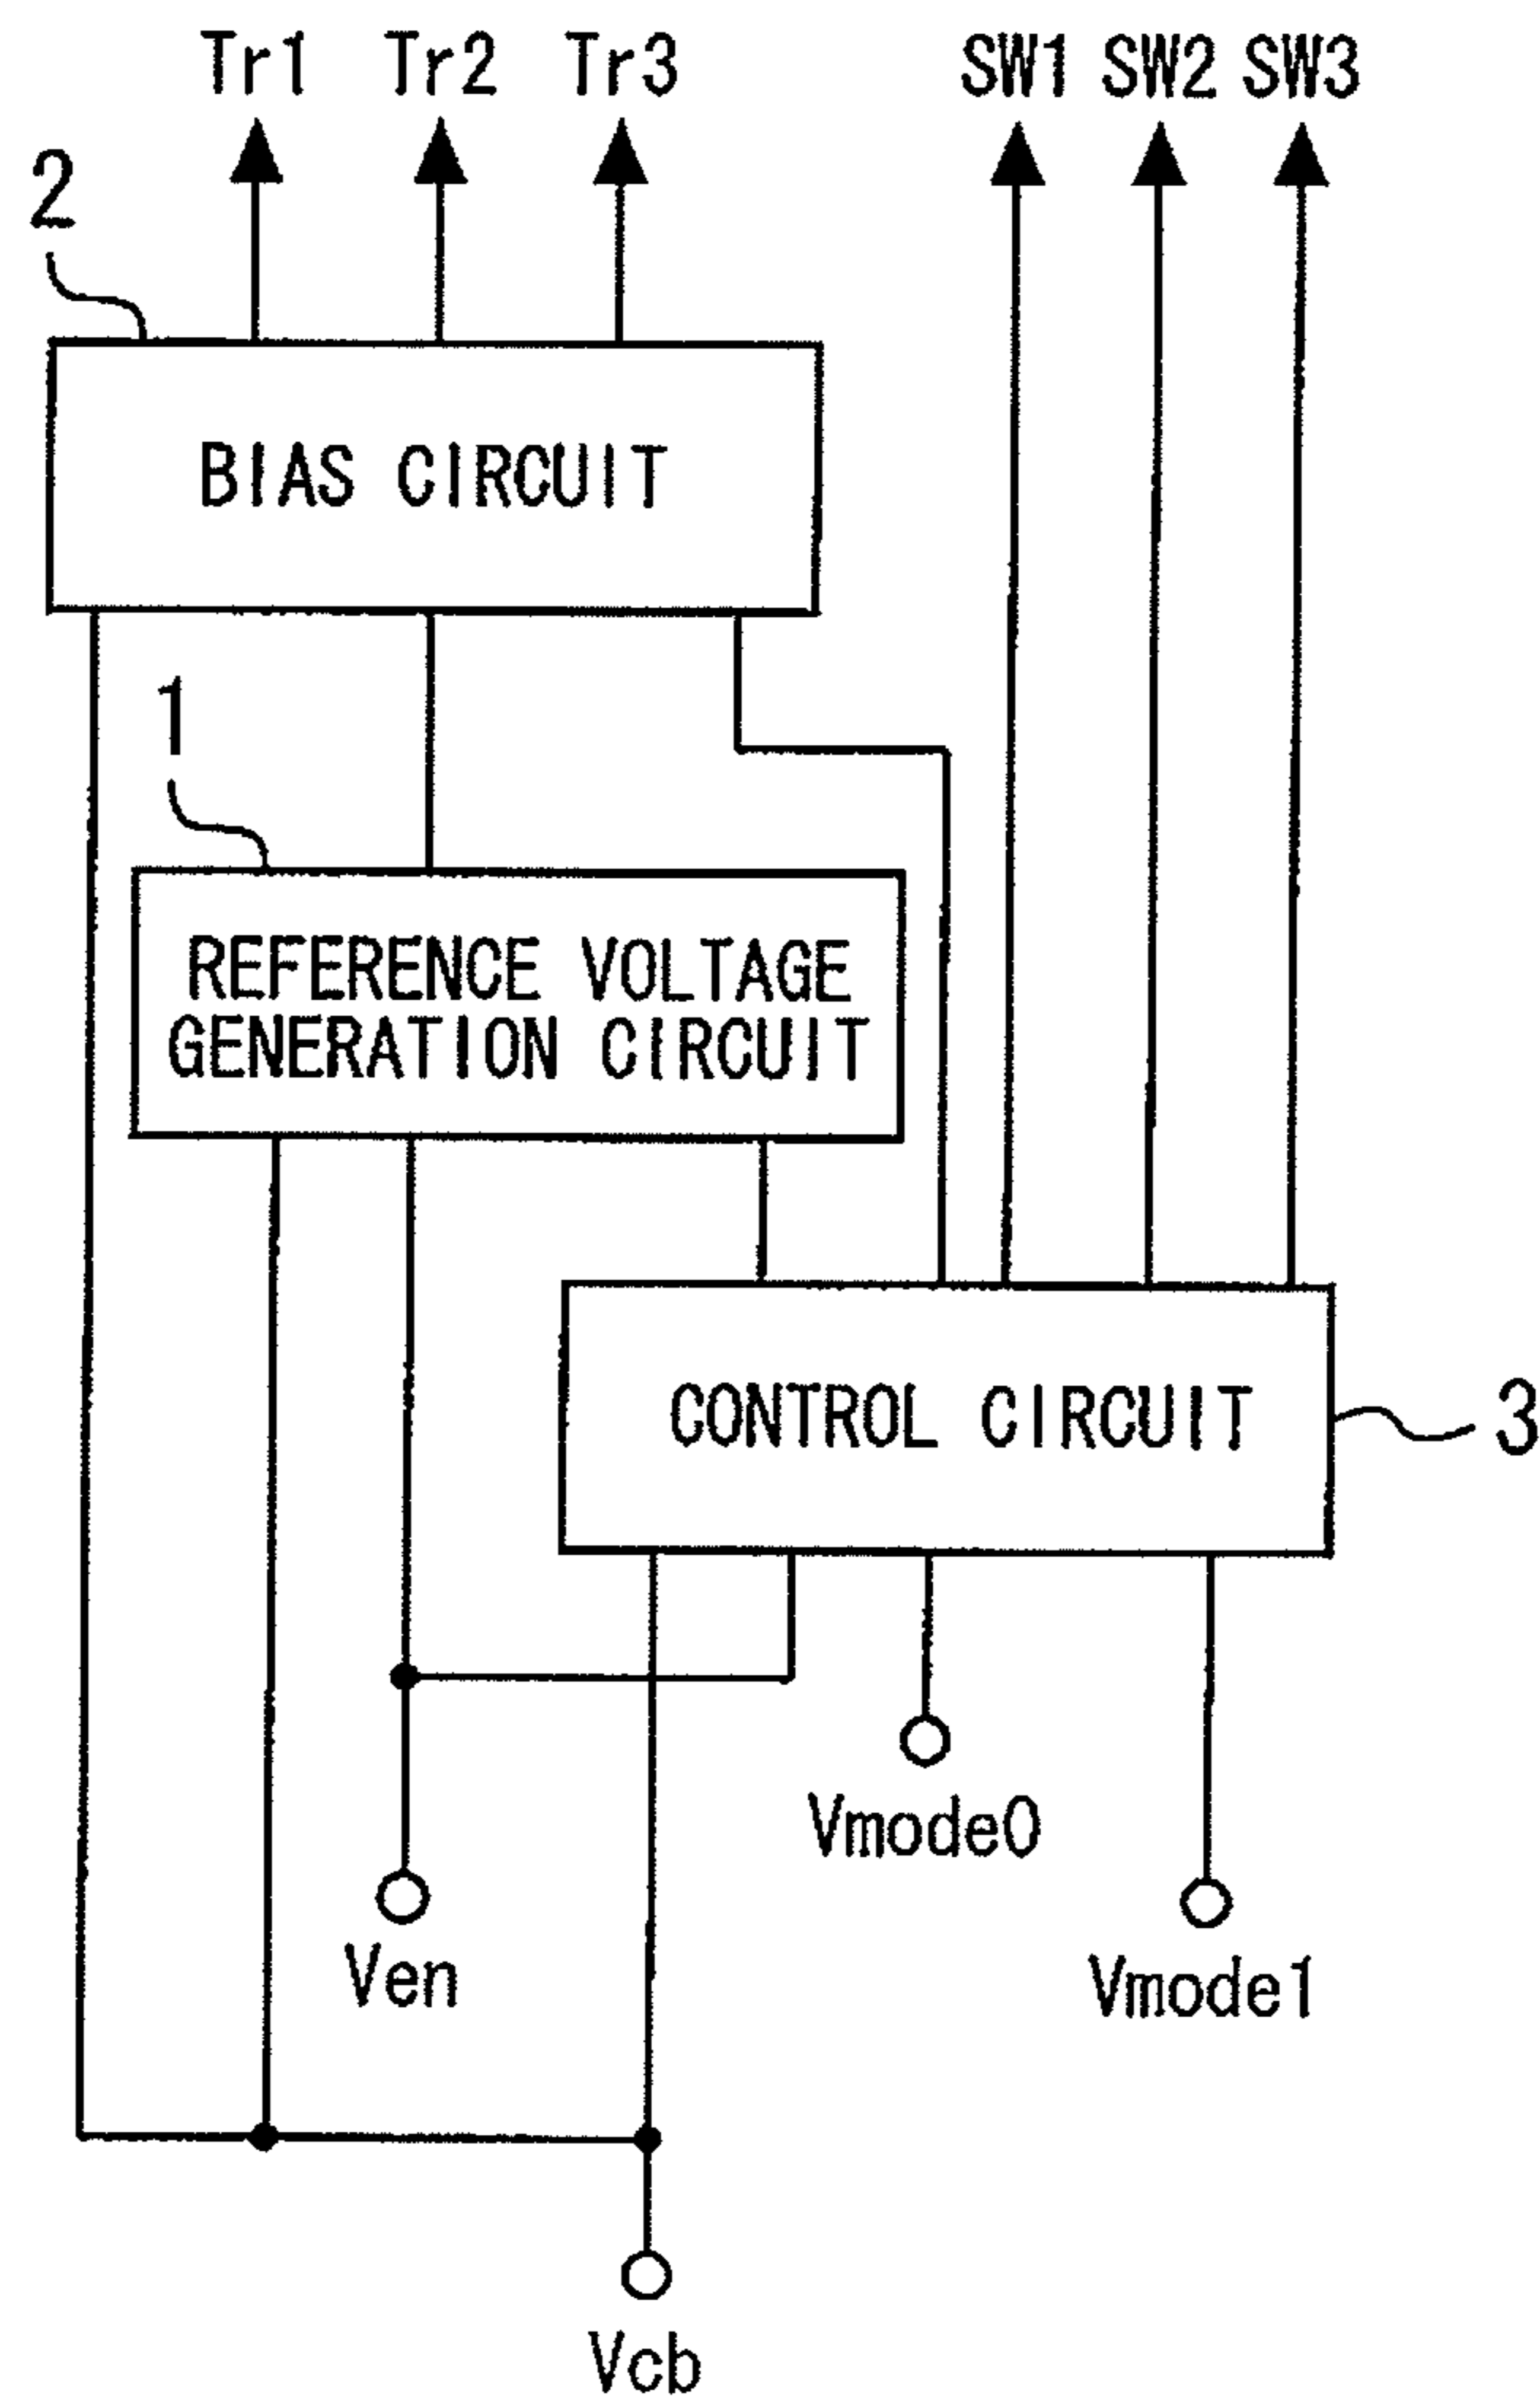 Tr1 Tr2 Tr3 SW1 SW2 SW3
2
BIAS CIRCUIT
1
REFERENCE VOLTAGE
GENERATION CIRCUIT
CONTROL CIRCUIT
3
Vmode0
Ven
Vmode1
Vcb